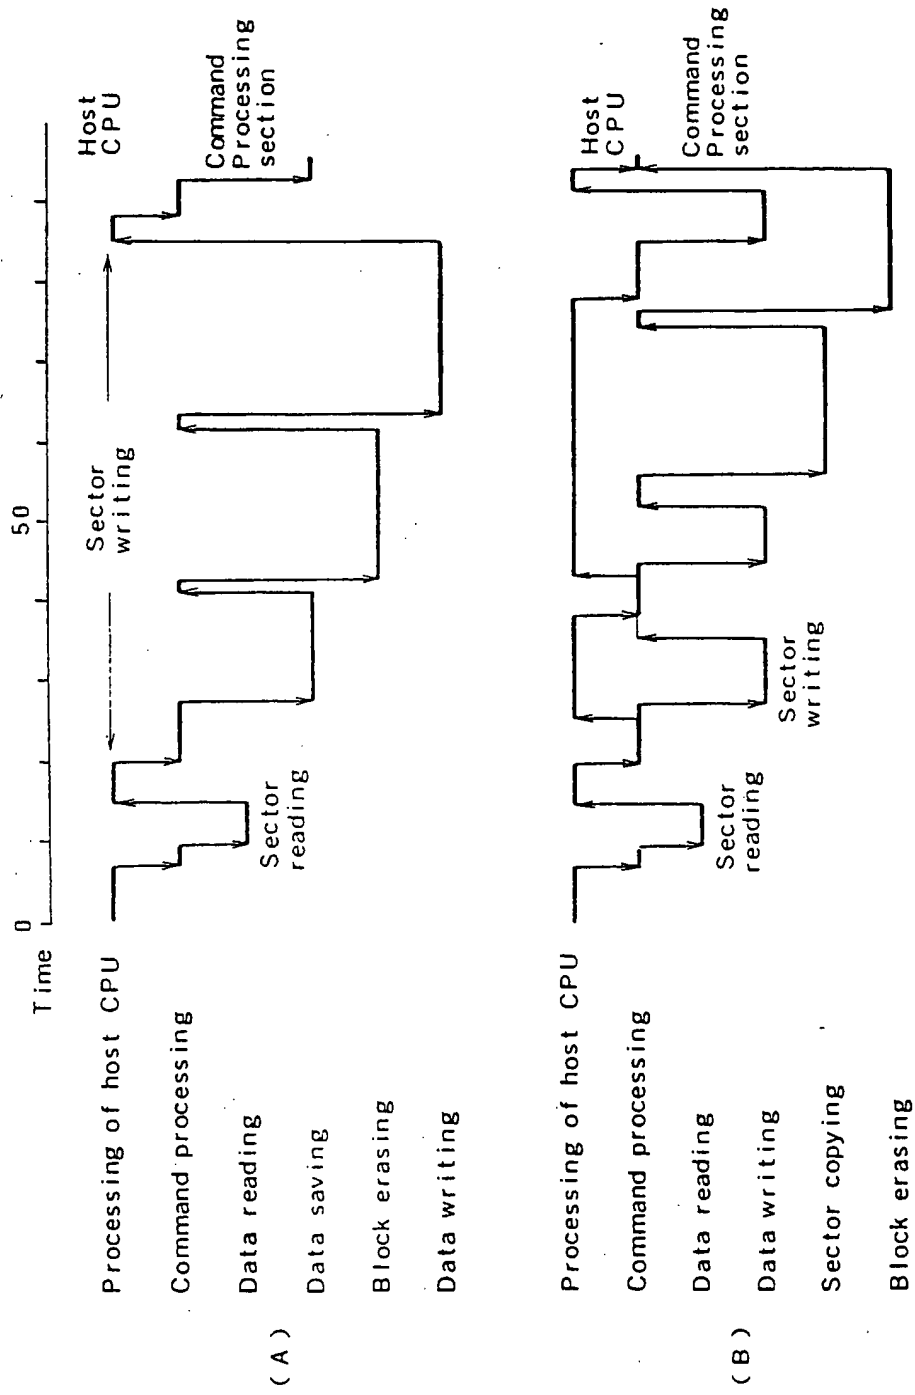 Time
0
50
Processing of host CPU
Command processing
Data reading
Data saving
Block erasing
Data writing
(A)
Sector
reading
Sector
writing
Host
CPU
Command
Processing
section
Processing of host CPU
Command processing
Data reading
Data writing
Sector copying
Block erasing
(B)
Sector
reading
Sector
writing
Host
CPU
Command
Processing
section